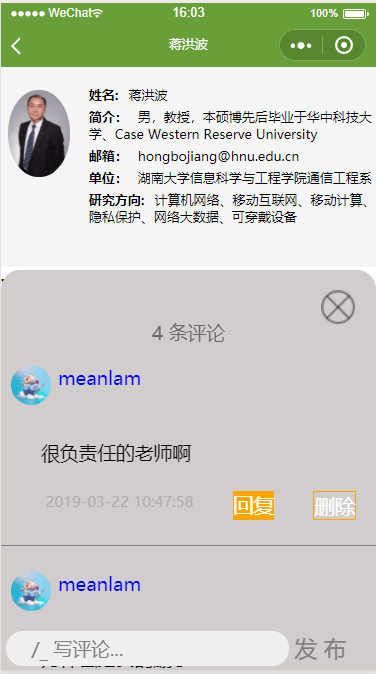 WeChat 16:03 100%
蒋洪波
姓名：蒋洪波
简介： 男，教授，本硕博先后毕业于华中科技大
学、Case Western Reserve University
邮箱： hongbojiang@hnu.edu.cn
单位： 湖南大学信息科学与工程学院通信工程系
研究方向：计算机网络、移动互联网、移动计算、
隐私保护、网络大数据、可穿戴设备
4 条评论
meanlam
很负责任的老师啊
2019-03-22 10:47:58 回复 删除
meanlam
/_ 写评论... 发 布